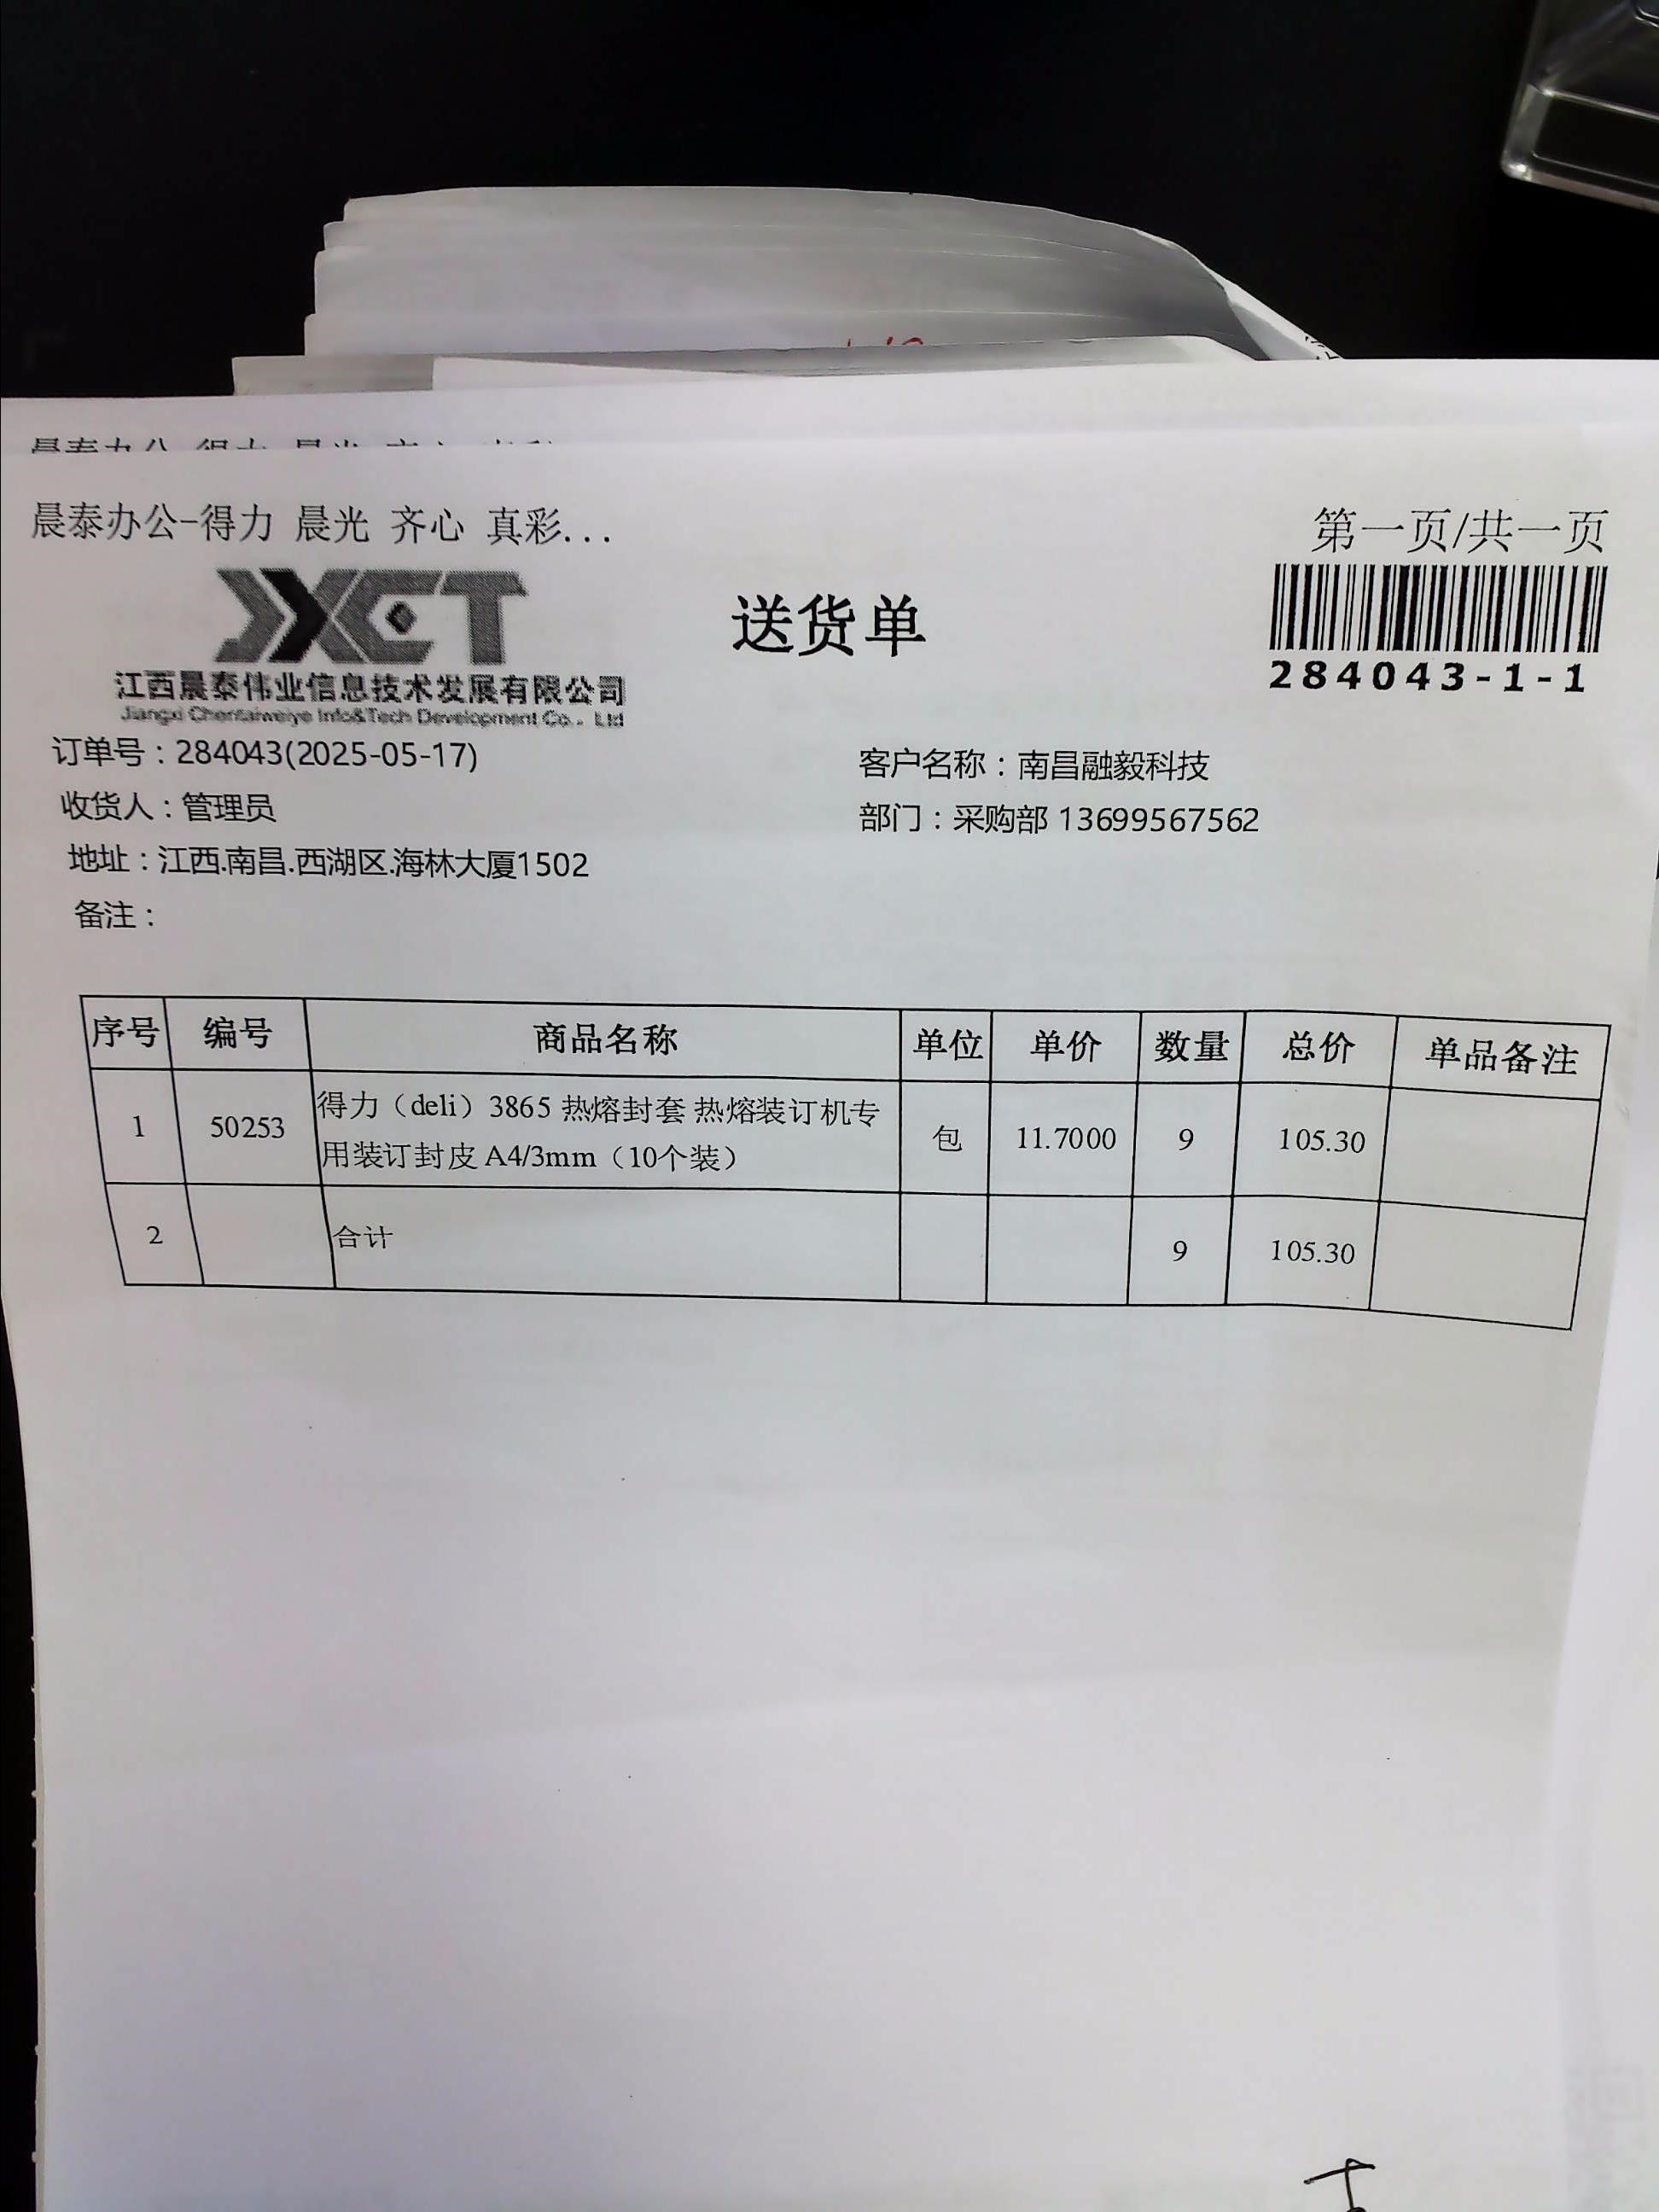 晨泰办公-得力 晨光 齐心 真彩...
第一页/共一页
JXCT
送货单
284043-1-1
江西晨泰伟业信息技术发展有限公司
Jiangxi Chentaiweiye Info&Tech Development Co., Ltd
订单号：284043(2025-05-17)
客户名称：南昌融毅科技
收货人：管理员
部门：采购部 13699567562
地址：江西.南昌.西湖区.海林大厦1502
备注：
序号 编号 商品名称 单位 单价 数量 总价 单品备注
1 50253 得力（deli）3865 热熔封套 热熔装订机专 包 11.7000 9 105.30
用装订封皮 A4/3mm（10个装）
2 合计 9 105.30